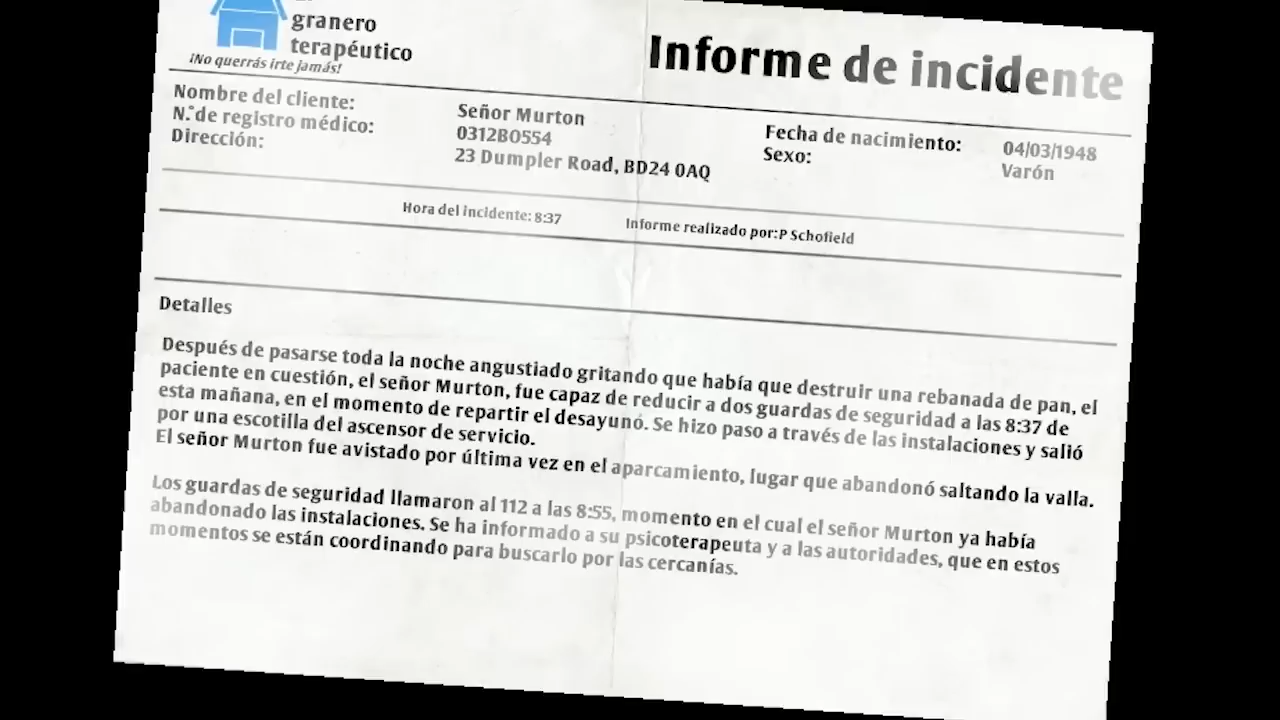 granero
terapéutico
¡No querrás irte jamás!
Informe de incidente
Nombre del cliente: Señor Murton Fecha de nacimiento: 04/03/1948
N.° de registro médico: 0312B0554 Sexo: Varón
Dirección: 23 Dumpler Road, BD24 0AQ
Hora del incidente: 8:37 Informe realizado por:P Schofield
Detalles
Después de pasarse toda la noche angustiado gritando que había que destruir una rebanada de pan, el
paciente en cuestión, el señor Murton, fue capaz de reducir a dos guardas de seguridad a las 8:37 de
esta mañana, en el momento de repartir el desayuno. Se hizo paso a través de las instalaciones y salió
por una escotilla del ascensor de servicio.
El señor Murton fue avistado por última vez en el aparcamiento, lugar que abandonó saltando la valla.
Los guardas de seguridad llamaron al 112 a las 8:55, momento en el cual el señor Murton ya había
abandonado las instalaciones. Se ha informado a su psicoterapeuta y a las autoridades, que en estos
momentos se están coordinando para buscarlo por las cercanías.